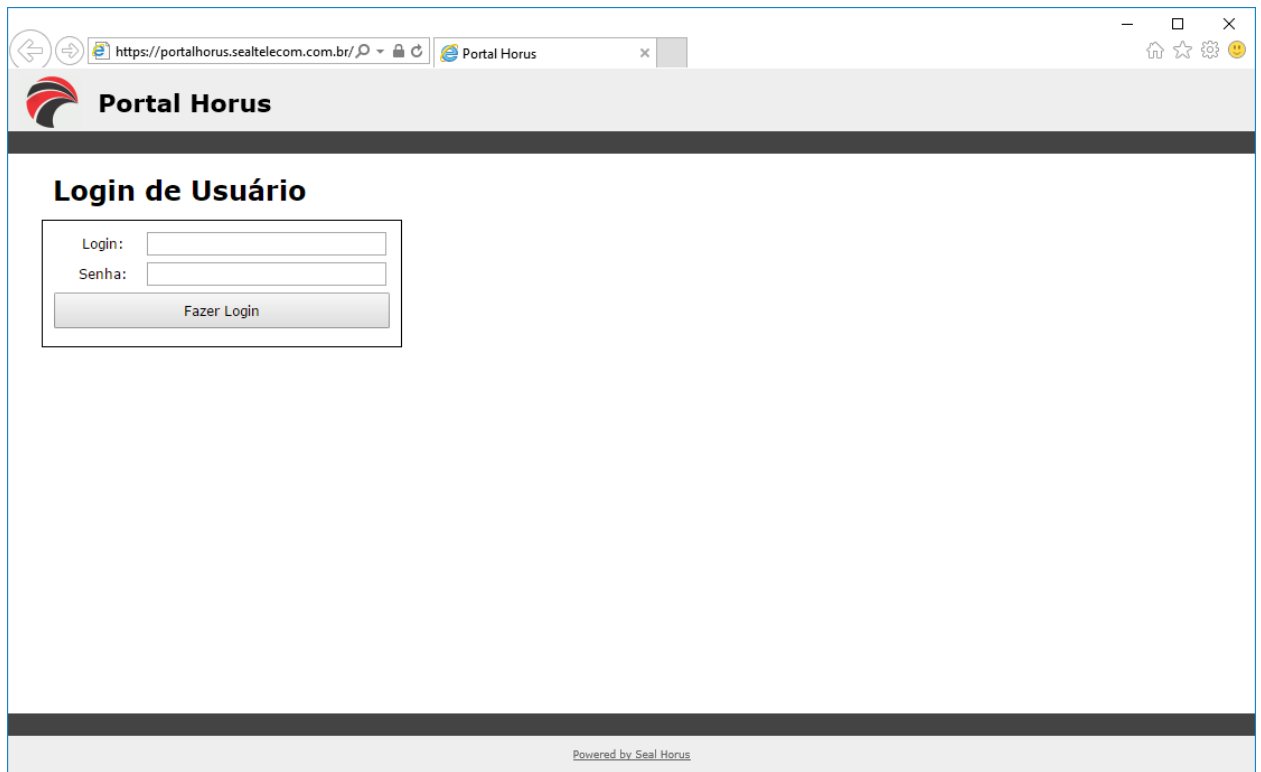 https://portalhorus.sealtelecom.com.br/
Portal Horus
Portal Horus
Login de Usuário
Login:
Senha:
Fazer Login
Powered by Seal Horus